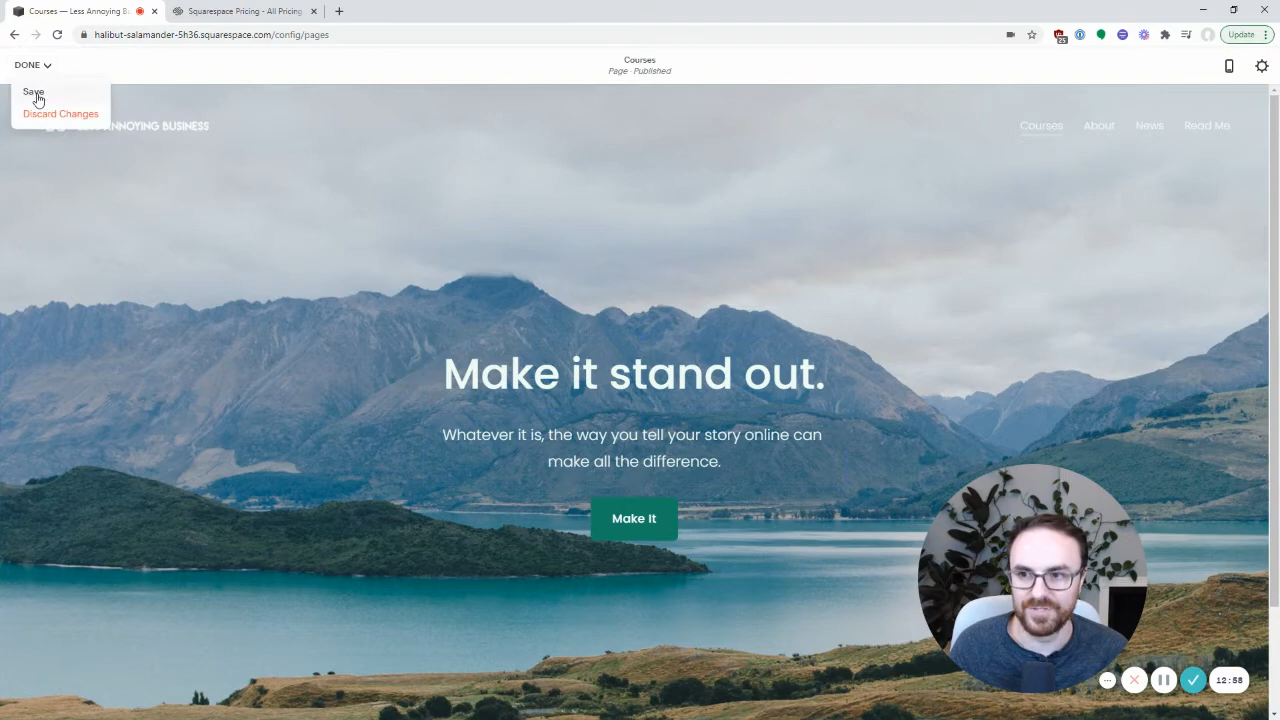 Courses — Less Annoying B
Squarespace Pricing - All Pricing
halibut-salamander-5h36.squarespace.com/config/pages
25
Update
DONE
Courses
Page · Published
Save
Discard Changes
ANNOYING BUSINESS
Courses
About
News
Read Me
Make it stand out.
Whatever it is, the way you tell your story online can
make all the difference.
Make It
12:58